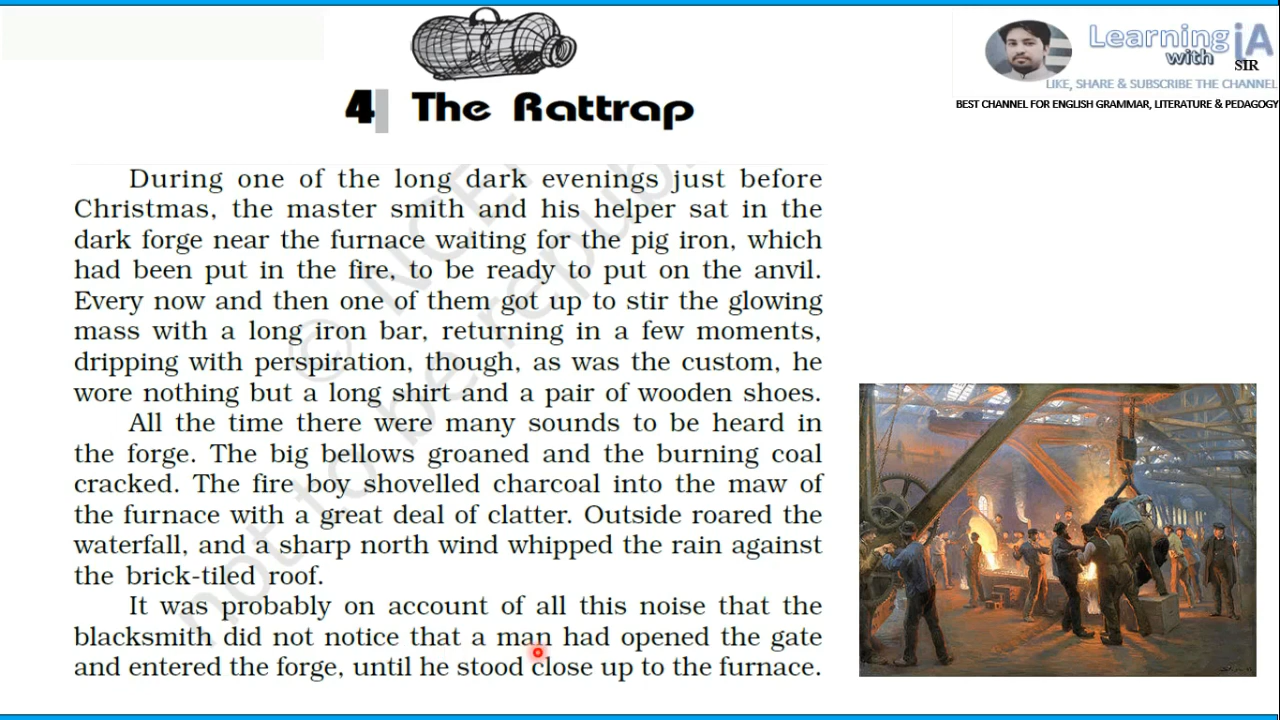 Learning
with
iA
SIR
LIKE, SHARE & SUBSCRIBE THE CHANNEL
BEST CHANNEL FOR ENGLISH GRAMMAR, LITERATURE & PEDAGOGY
4 The Rattrap
During one of the long dark evenings just before
Christmas, the master smith and his helper sat in the
dark forge near the furnace waiting for the pig iron, which
had been put in the fire, to be ready to put on the anvil.
Every now and then one of them got up to stir the glowing
mass with a long iron bar, returning in a few moments,
dripping with perspiration, though, as was the custom, he
wore nothing but a long shirt and a pair of wooden shoes.
All the time there were many sounds to be heard in
the forge. The big bellows groaned and the burning coal
cracked. The fire boy shovelled charcoal into the maw of
the furnace with a great deal of clatter. Outside roared the
waterfall, and a sharp north wind whipped the rain against
the brick-tiled roof.
It was probably on account of all this noise that the
blacksmith did not notice that a man had opened the gate
and entered the forge, until he stood close up to the furnace.
not to be republ